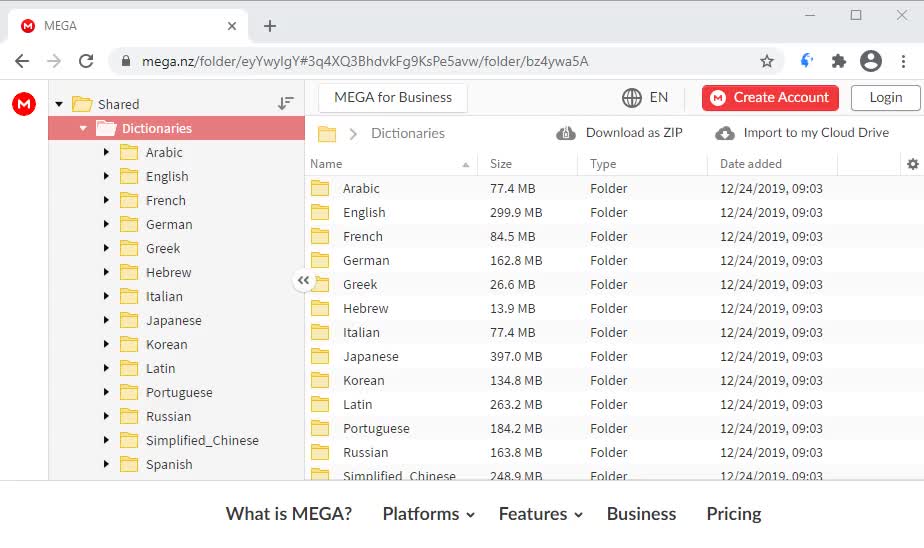 MEGA
mega.nz/folder/eyWylgY#3q4XQ3BhdvkFg9KsPe5avw/folder/bz4ywa5A
M
Shared
MEGA for Business
EN
M Create Account
Login
Dictionaries
Dictionaries
Download as ZIP
Import to my Cloud Drive
Arabic
English
French
German
Greek
Hebrew
Italian
Japanese
Korean
Latin
Portuguese
Russian
Simplified_Chinese
Spanish
Name Size Type Date added
Arabic 77.4 MB Folder 12/24/2019, 09:03
English 299.9 MB Folder 12/24/2019, 09:03
French 84.5 MB Folder 12/24/2019, 09:03
German 162.8 MB Folder 12/24/2019, 09:03
Greek 26.6 MB Folder 12/24/2019, 09:03
Hebrew 13.9 MB Folder 12/24/2019, 09:03
Italian 77.4 MB Folder 12/24/2019, 09:03
Japanese 397.0 MB Folder 12/24/2019, 09:03
Korean 134.8 MB Folder 12/24/2019, 09:03
Latin 263.2 MB Folder 12/24/2019, 09:03
Portuguese 184.2 MB Folder 12/24/2019, 09:03
Russian 163.8 MB Folder 12/24/2019, 09:03
Simplified_Chinese 248.9 MB Folder 12/24/2019, 09:03
What is MEGA? Platforms Features Business Pricing